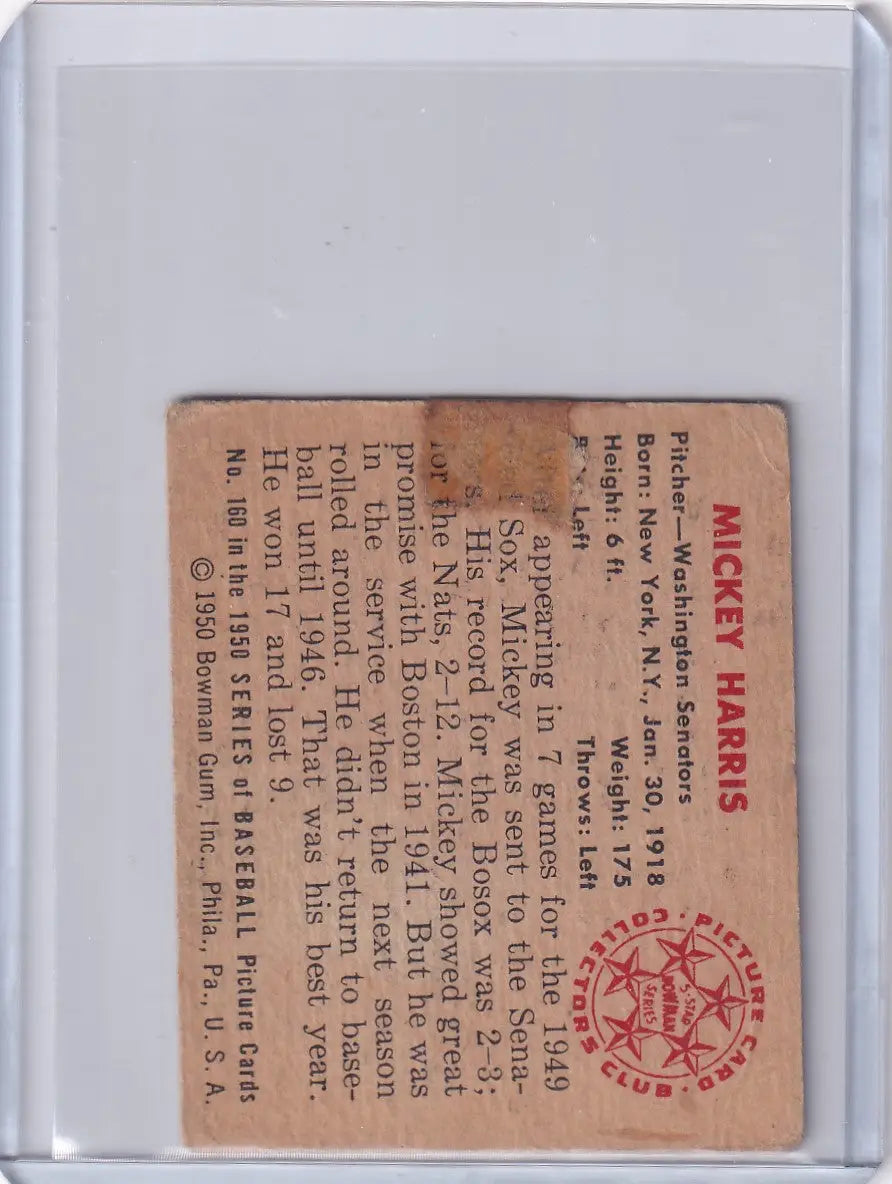 MICKEY HARRIS
Pitcher—Washington Senators
Born: New York, N.Y., Jan. 30, 1918
Height: 6 ft. Weight: 175
Left Throws: Left
appearing in 7 games for the 1949
Sox, Mickey was sent to the Sena-
His record for the Bosox was 2-3;
for the Nats, 2-12. Mickey showed great
promise with Boston in 1941. But he was
in the service when the next season
rolled around. He didn't return to base-
ball until 1946. That was his best year.
He won 17 and lost 9.
No. 160 in the 1950 SERIES of BASEBALL Picture Cards
© 1950 Bowman Gum, Inc., Phila., Pa., U. S. A.
PICTURE CARD · COLLECTORS CLUB ·
5-STAR
BOWMAN
SERIES